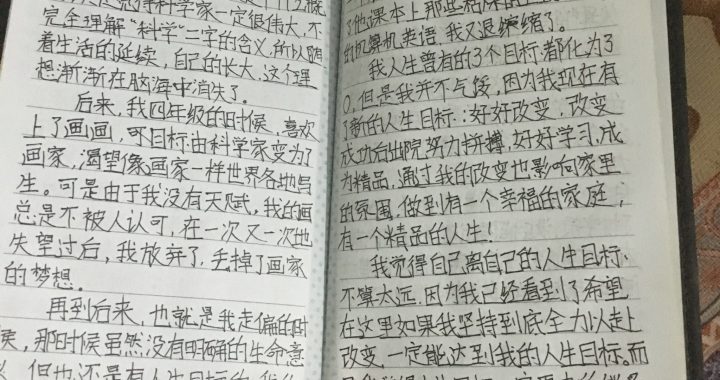 觉得科学家一定很伟大,不
完全理解“科学”二字的含义,所以随
着生活的延续,自己的长大,这个理
想渐渐在脑海中消失了。
后来,我四年级的时候,喜欢
上了画画,可目标由科学家变为了
画家,渴望像画家一样世界各地写
生。可是由于我没有天赋,我的画
总是不被人认可,在一次又一次地
失望过后,我放弃了,丢掉了画家
的梦想。
再到后来,也就是我走偏的时
候,那时候虽然没有明确的生命意
但也还是有人生目标的
了他课本上那些
的计算机英语,我又退缩了。
我人生曾有的3个目标都化为了
0,但是我并不气馁,因为我现在有
了新的人生目标:好好改变,改变
成功后出院努力拼搏,好好学习,成
为精品,通过我的改变也影响家里
的氛围,做到有一个幸福的家庭,
有一个精品的人生!
我觉得自己离自己的人生目标,
不算太远,因为我已经看到了希望
在这里如果我坚持到底全力以赴
改变,一定能达到我的人生目标。而